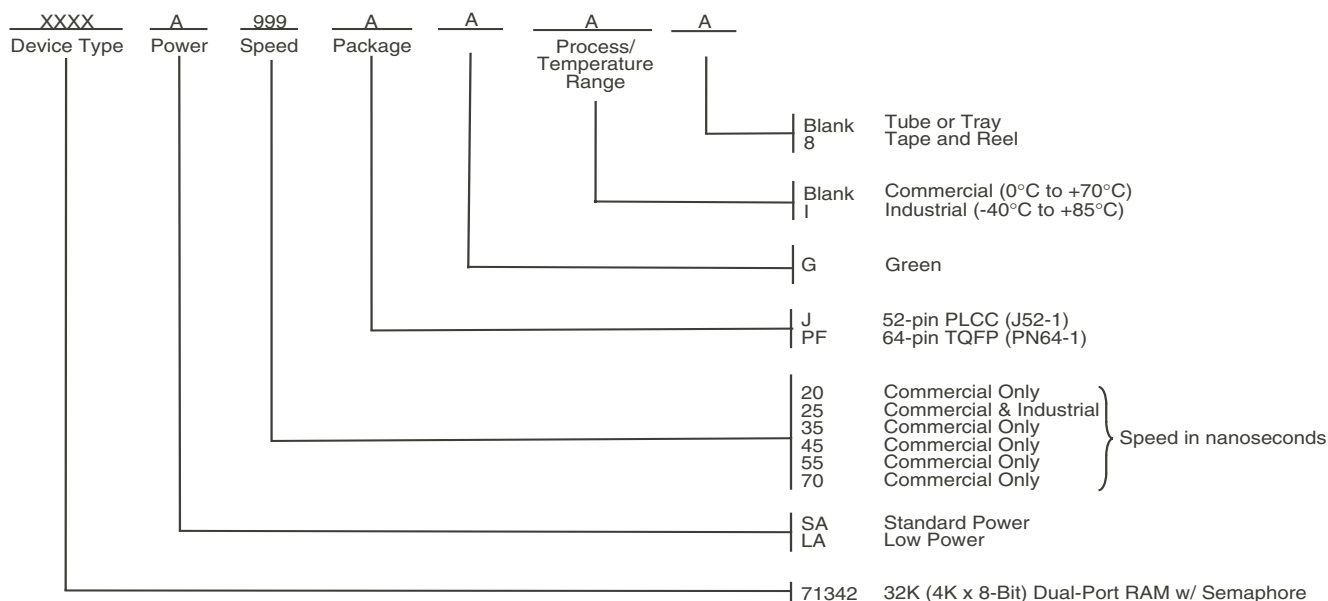 XXXX A 999 A A A A
Device Type Power Speed Package Process/
Temperature
Range
Blank Tube or Tray
8 Tape and Reel
Blank Commercial (0°C to +70°C)
I Industrial (-40°C to +85°C)
G Green
J 52-pin PLCC (J52-1)
PF 64-pin TQFP (PN64-1)
20 Commercial Only
25 Commercial & Industrial
35 Commercial Only
45 Commercial Only
55 Commercial Only
70 Commercial Only
Speed in nanoseconds
SA Standard Power
LA Low Power
71342 32K (4K x 8-Bit) Dual-Port RAM w/ Semaphore